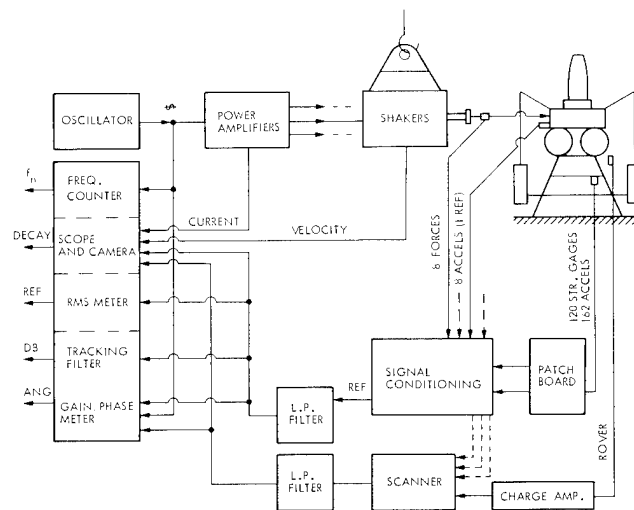 OSCILLATOR
POWER
AMPLIFIERS
SHAKERS
fn
FREQ.
COUNTER
CURRENT
DECAY
SCOPE
AND CAMERA
VELOCITY
REF
RMS METER
DB
TRACKING
FILTER
ANG
GAIN, PHASE
METER
8 ACCELS (1 REF)
120 STR. GAGES
162 ACCELS
SIGNAL
CONDITIONING
PATCH
BOARD
REF
L.P.
FILTER
L.P.
FILTER
SCANNER
CHARGE AMP.
ROVER